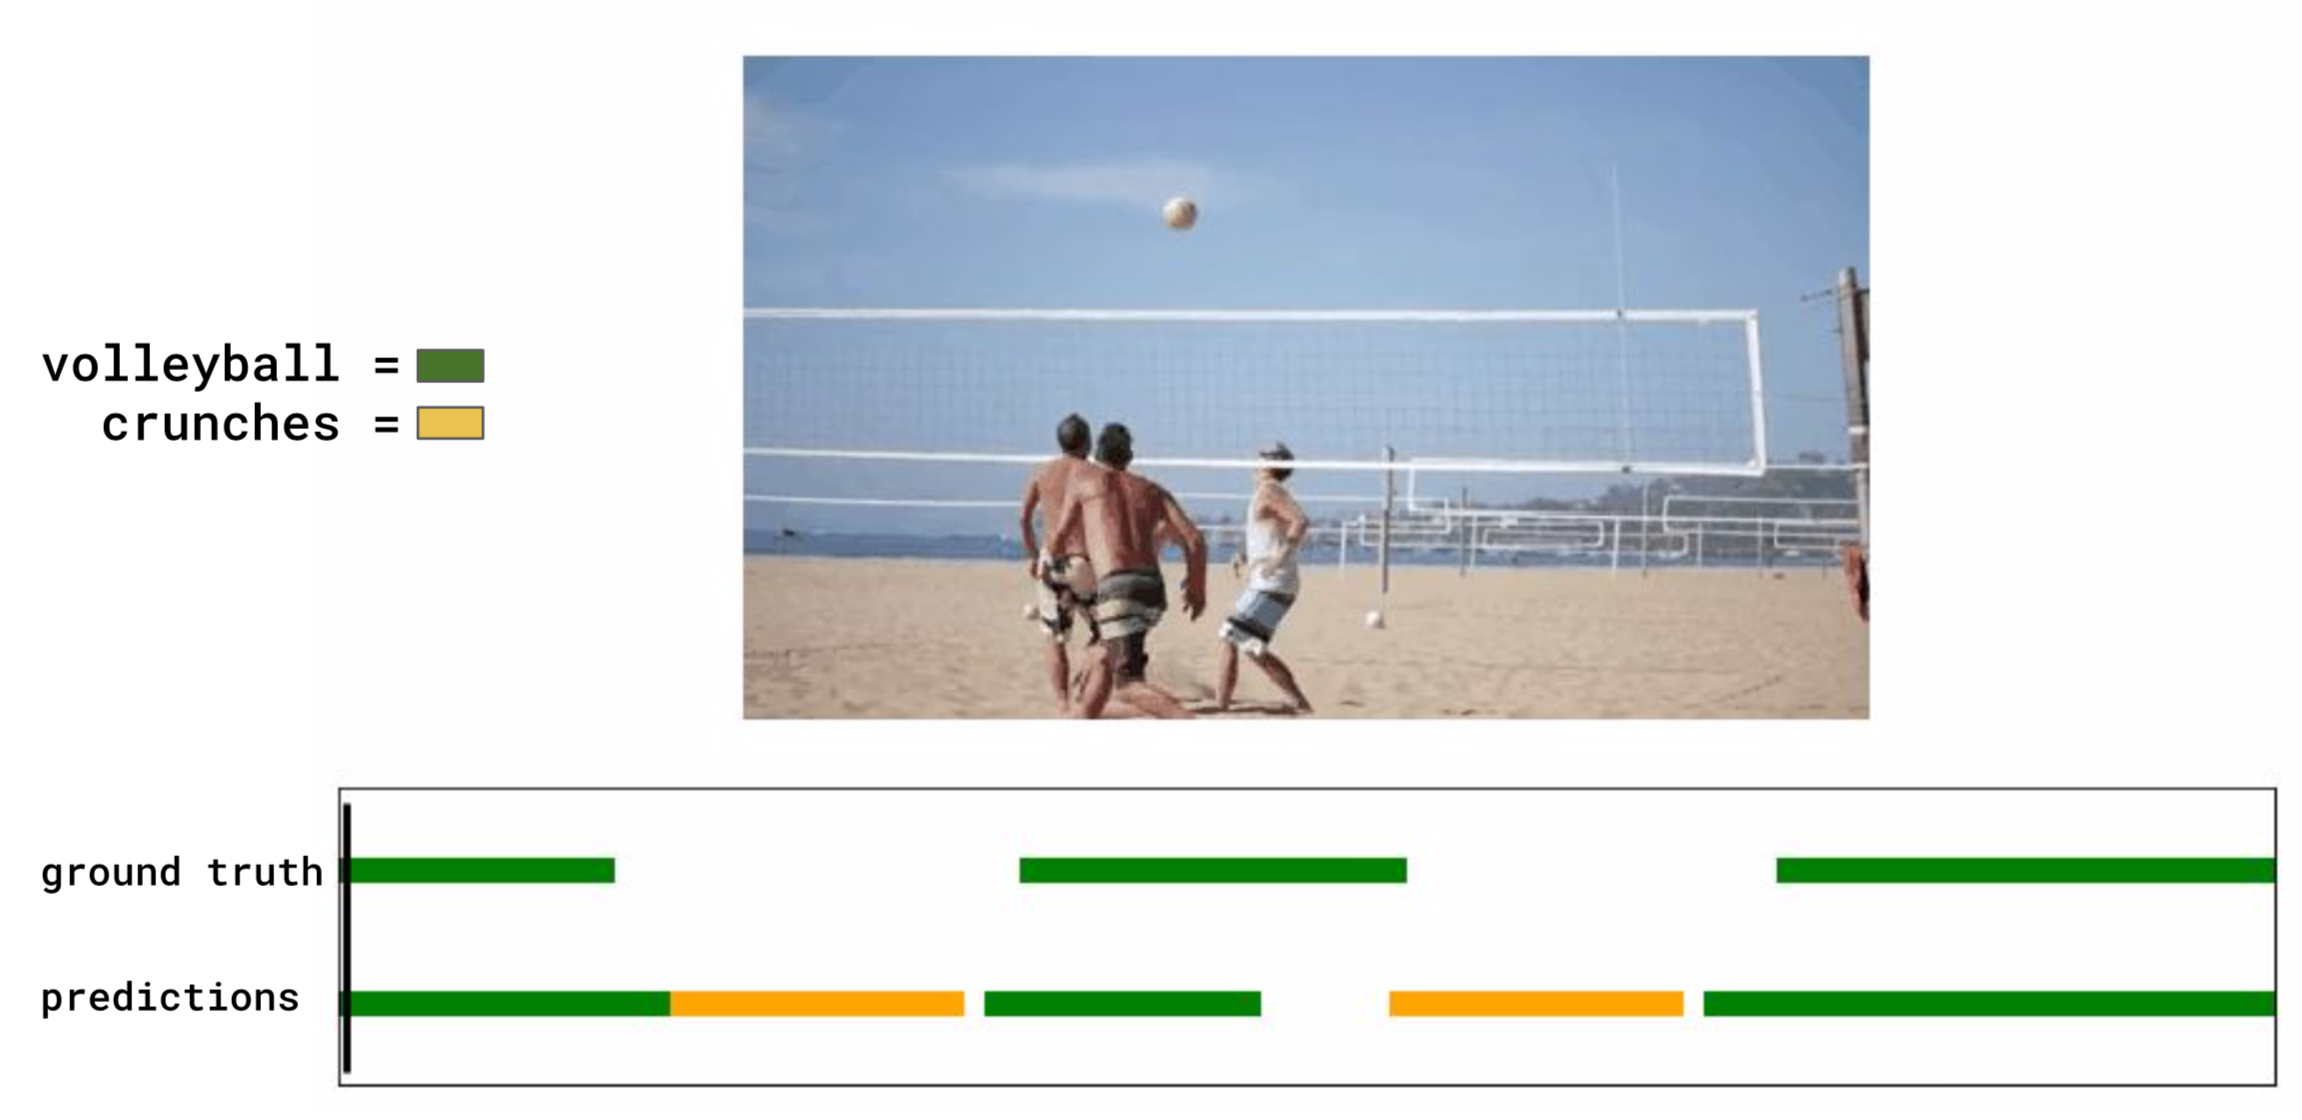 volleyball =
crunches =
ground truth
predictions